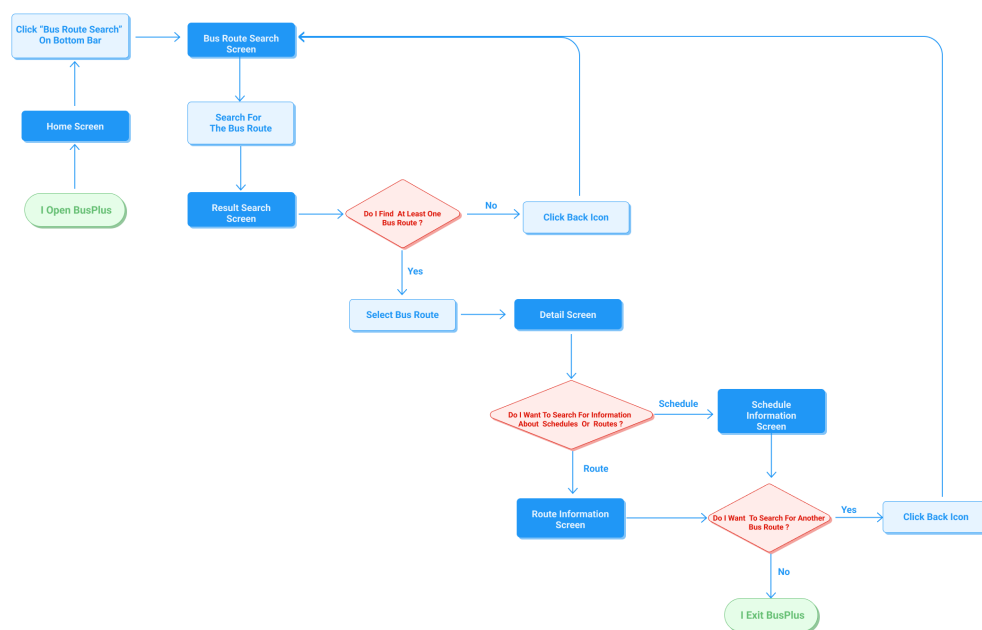 Click "Bus Route Search"
On Bottom Bar
Bus Route Search
Screen
Search For
The Bus Route
Home Screen
I Open BusPlus
Result Search
Screen
Do I Find At Least One
Bus Route ?
No
Click Back Icon
Yes
Select Bus Route
Detail Screen
Do I Want To Search For Information
About Schedules Or Routes ?
Schedule
Schedule
Information
Screen
Route
Route Information
Screen
Do I Want To Search For Another
Bus Route ?
Yes
Click Back Icon
No
I Exit BusPlus